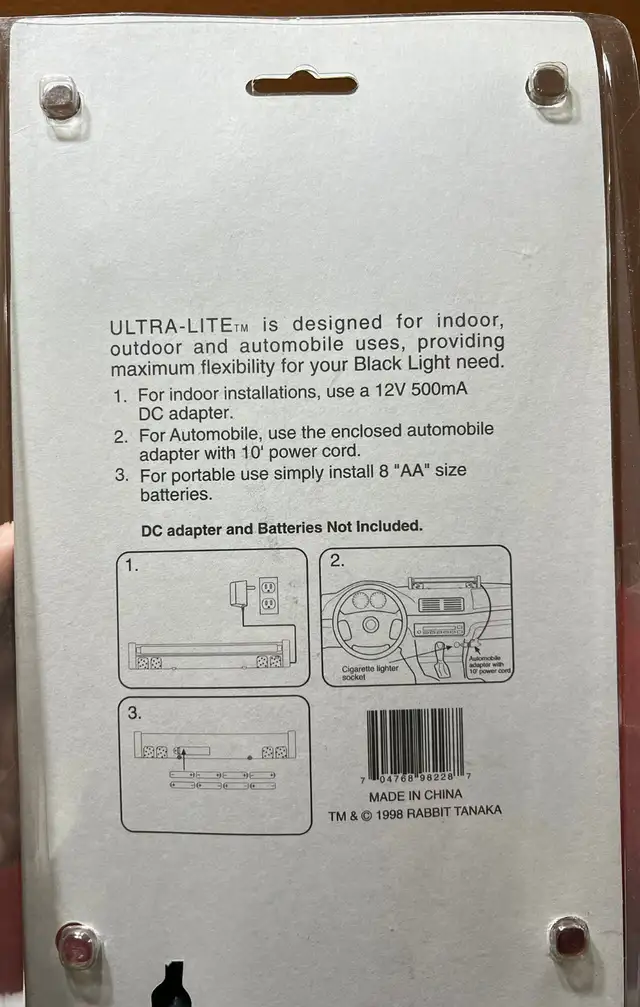 ULTRA-LITE™ is designed for indoor,
outdoor and automobile uses, providing
maximum flexibility for your Black Light need.
1. For indoor installations, use a 12V 500mA
DC adapter.
2. For Automobile, use the enclosed automobile
adapter with 10' power cord.
3. For portable use simply install 8 "AA" size
batteries.
DC adapter and Batteries Not Included.
1.
2.
Cigarette lighter
socket
Automobile
adapter with
10' power cord
3.
7 04768 98228 7
MADE IN CHINA
TM & © 1998 RABBIT TANAKA